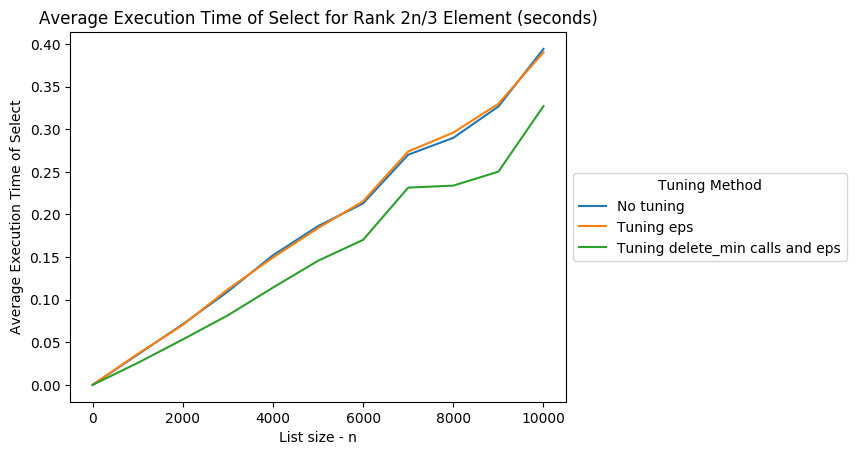 Average Execution Time of Select for Rank 2n/3 Element (seconds)
Average Execution Time of Select
0.40
0.35
0.30
0.25
0.20
0.15
0.10
0.05
0.00
0 2000 4000 6000 8000 10000
List size - n
Tuning Method
No tuning
Tuning eps
Tuning delete_min calls and eps